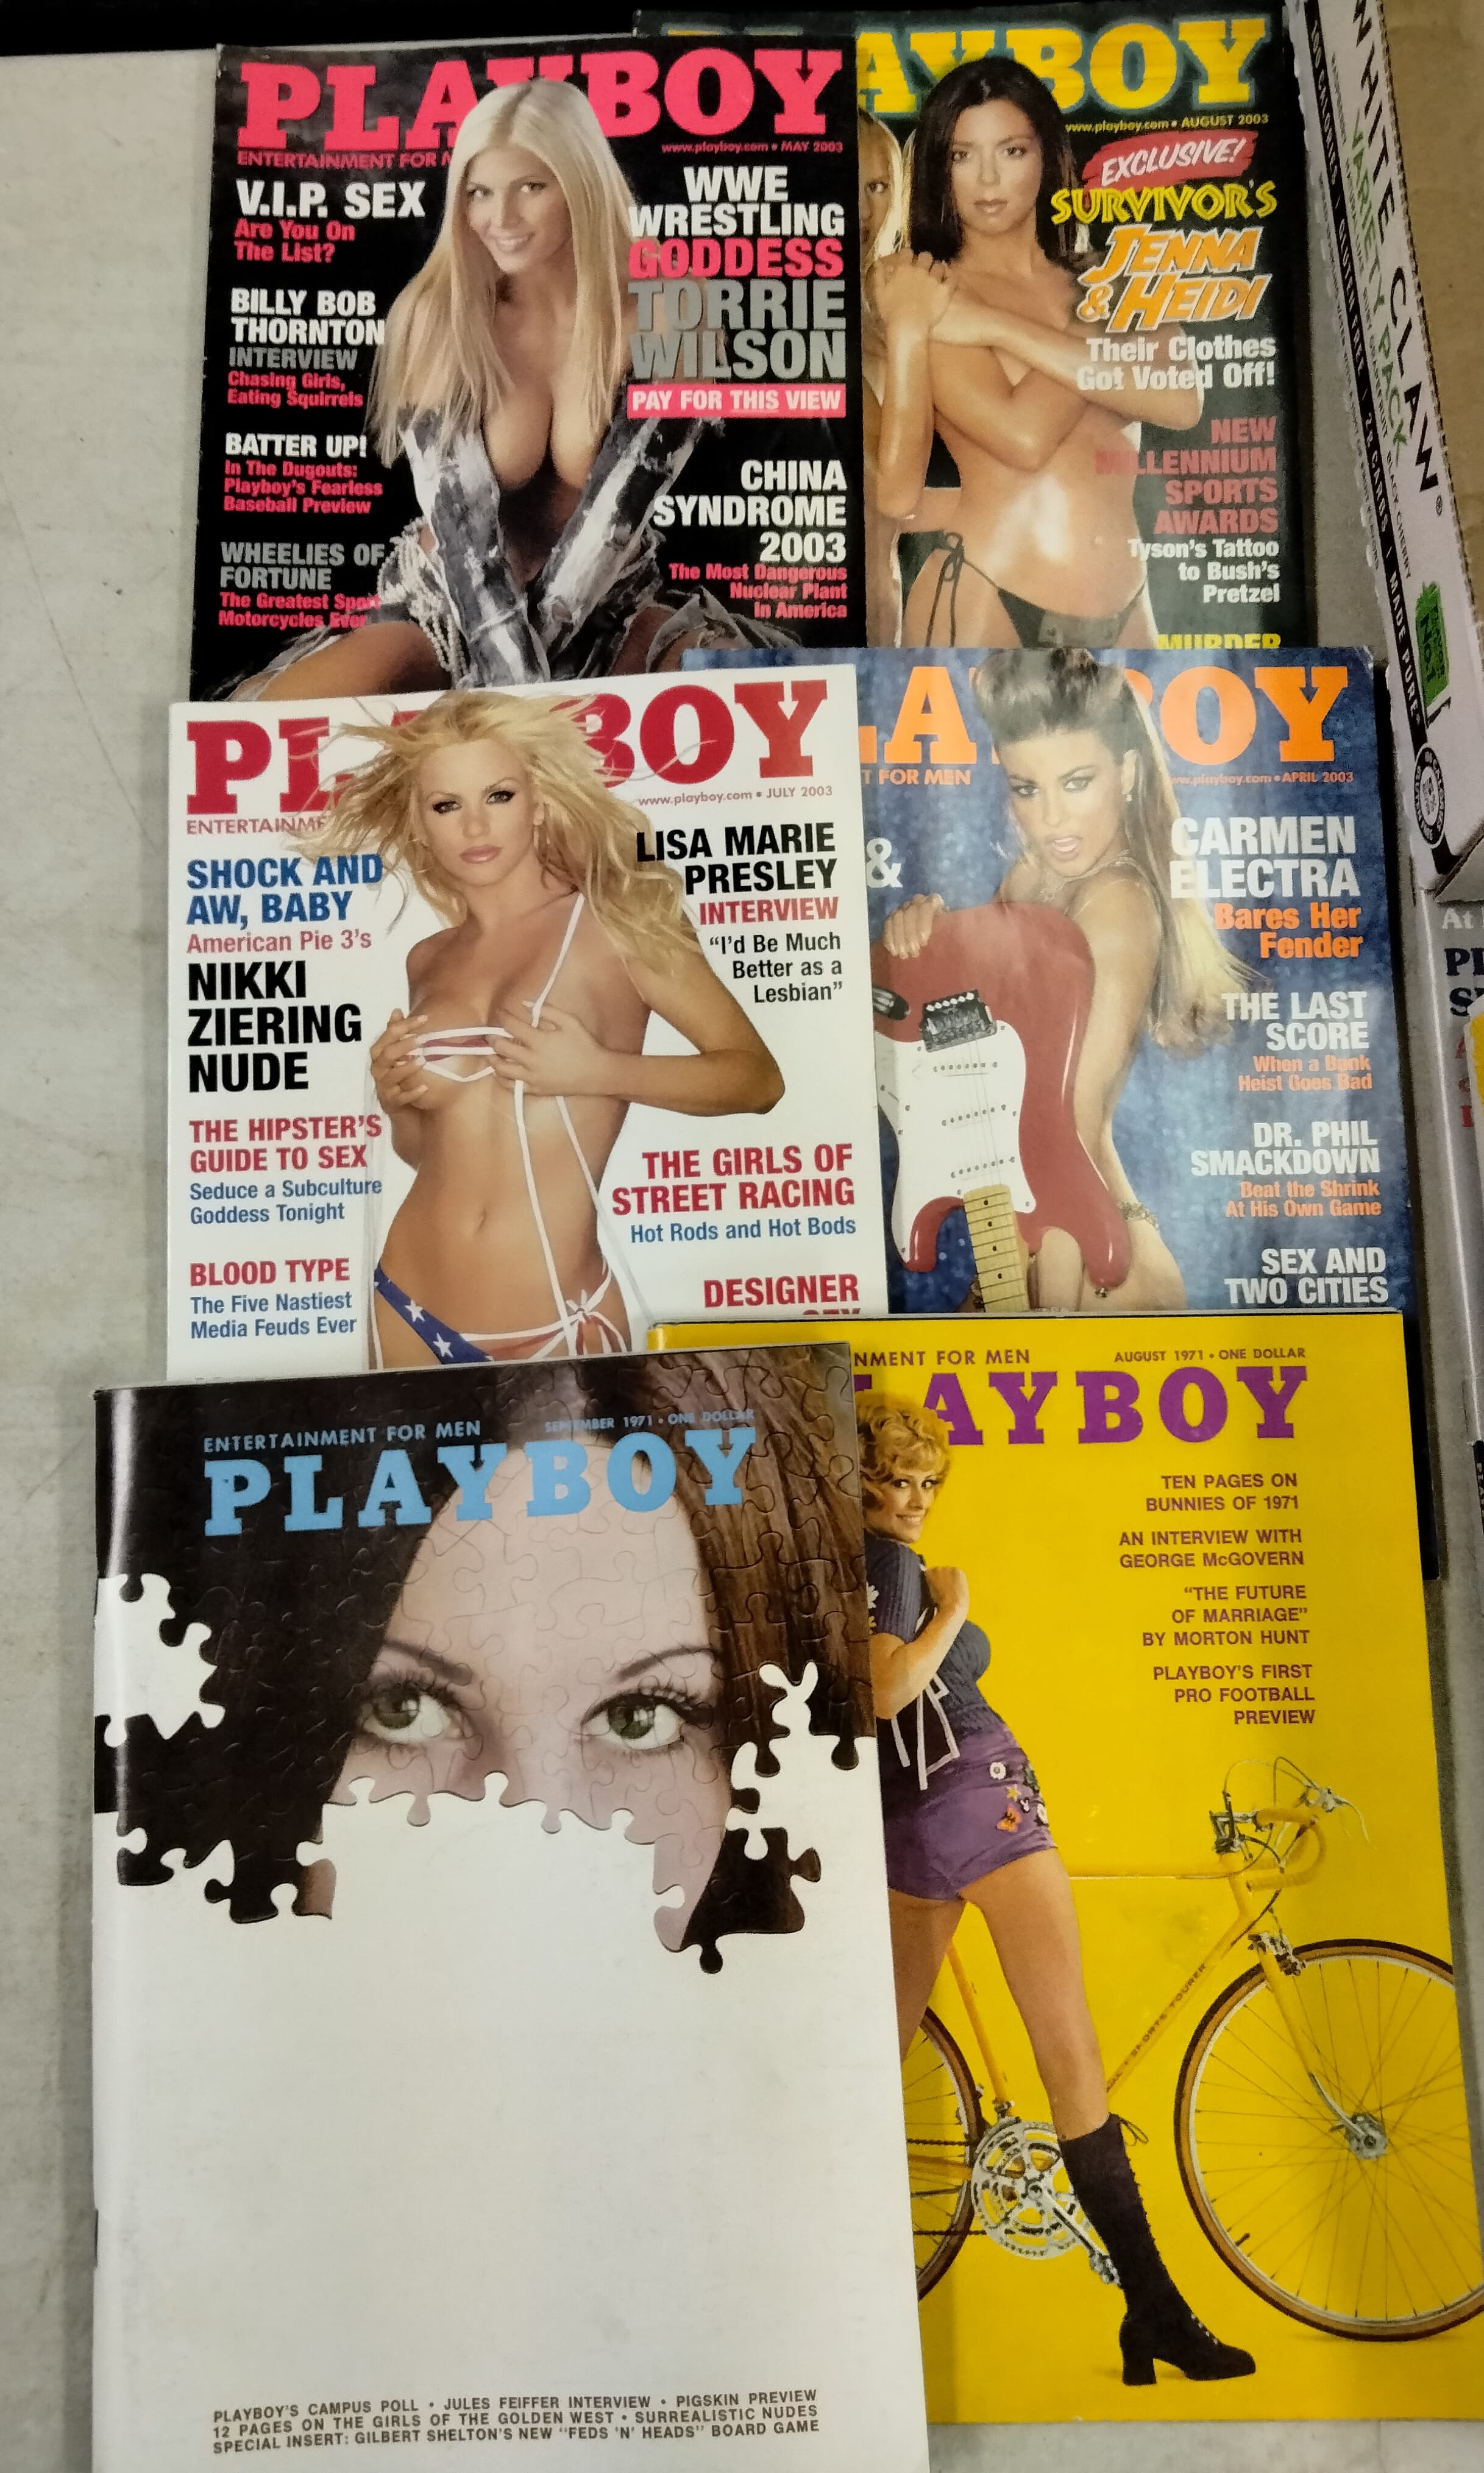 PLAYBOY
ENTERTAINMENT FOR M
www.playboy.com • MAY 2003
V.I.P. SEX
Are You On
The List?
BILLY BOB
THORNTON
INTERVIEW
Chasing Girls,
Eating Squirrels
BATTER UP!
In The Dugouts:
Playboy's Fearless
Baseball Preview
WHEELIES OF
FORTUNE
The Greatest Sport
Motorcycles Ever
WWE
WRESTLING
GODDESS
TORRIE
WILSON
PAY FOR THIS VIEW
CHINA
SYNDROME
2003
The Most Dangerous
Nuclear Plant
In America
AYBOY
www.playboy.com • AUGUST 2003
EXCLUSIVE!
SURVIVOR'S
JENNA
& HEIDI
Their Clothes
Got Voted Off!
NEW
MILLENNIUM
SPORTS
AWARDS
Tyson's Tattoo
to Bush's
Pretzel
MURDER
WHITE CLAW®
VARIETY PACK
MADE PURE
PLAYBOY
ENTERTAINME
www.playboy.com • JULY 2003
SHOCK AND
AW, BABY
American Pie 3's
NIKKI
ZIERING
NUDE
THE HIPSTER'S
GUIDE TO SEX
Seduce a Subculture
Goddess Tonight
BLOOD TYPE
The Five Nastiest
Media Feuds Ever
LISA MARIE
PRESLEY
INTERVIEW
"I'd Be Much
Better as a
Lesbian"
THE GIRLS OF
STREET RACING
Hot Rods and Hot Bods
DESIGNER
SEX
LAYBOY
T FOR MEN
www.playboy.com • APRIL 2003
&
CARMEN
ELECTRA
Bares Her
Fender
THE LAST
SCORE
When a Bank
Heist Goes Bad
DR. PHIL
SMACKDOWN
Beat the Shrink
At His Own Game
SEX AND
TWO CITIES
ENTERTAINMENT FOR MEN
SEPTEMBER 1971 • ONE DOLLAR
PLAYBOY
PLAYBOY'S CAMPUS POLL • JULES FEIFFER INTERVIEW • PIGSKIN PREVIEW
12 PAGES ON THE GIRLS OF THE GOLDEN WEST • SURREALISTIC NUDES
SPECIAL INSERT: GILBERT SHELTON'S NEW "FEDS 'N' HEADS" BOARD GAME
NMENT FOR MEN
AUGUST 1971 • ONE DOLLAR
LAYBOY
TEN PAGES ON
BUNNIES OF 1971
AN INTERVIEW WITH
GEORGE McGOVERN
"THE FUTURE
OF MARRIAGE"
BY MORTON HUNT
PLAYBOY'S FIRST
PRO FOOTBALL
PREVIEW
SPORTS TOURER